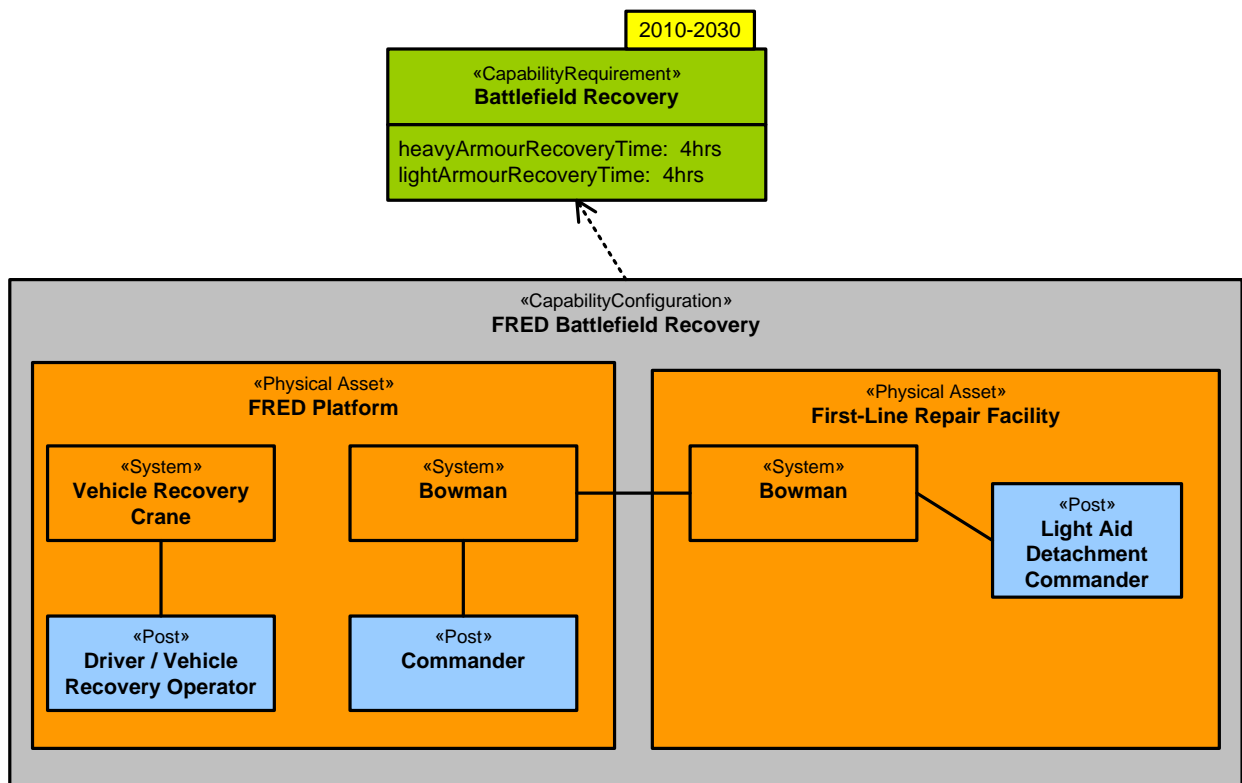 2010-2030
«CapabilityRequirement»
Battlefield Recovery
heavyArmourRecoveryTime: 4hrs
lightArmourRecoveryTime: 4hrs
«CapabilityConfiguration»
FRED Battlefield Recovery
«Physical Asset»
FRED Platform
«System»
Vehicle Recovery
Crane
«System»
Bowman
«Post»
Driver / Vehicle
Recovery Operator
«Post»
Commander
«Physical Asset»
First-Line Repair Facility
«System»
Bowman
«Post»
Light Aid
Detachment
Commander